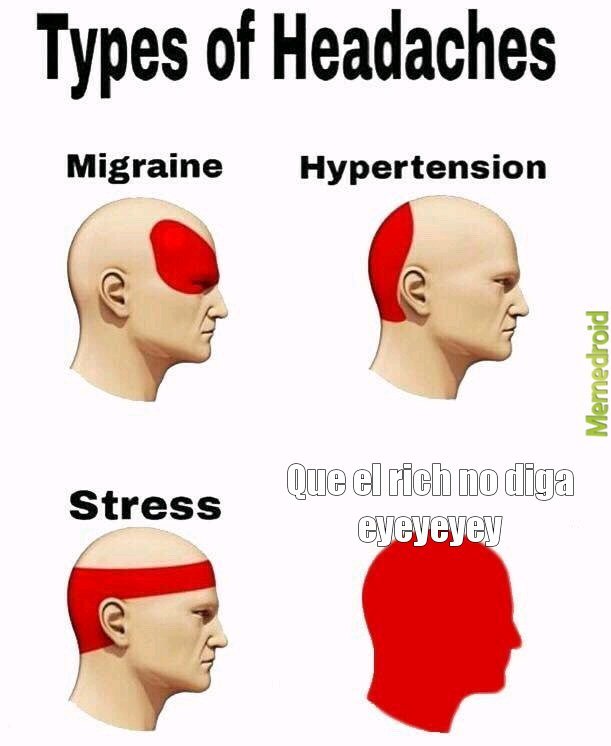 Types of Headaches
Migraine
Hypertension
Memedroid
Stress
Que el rich no diga
eyeyeyey